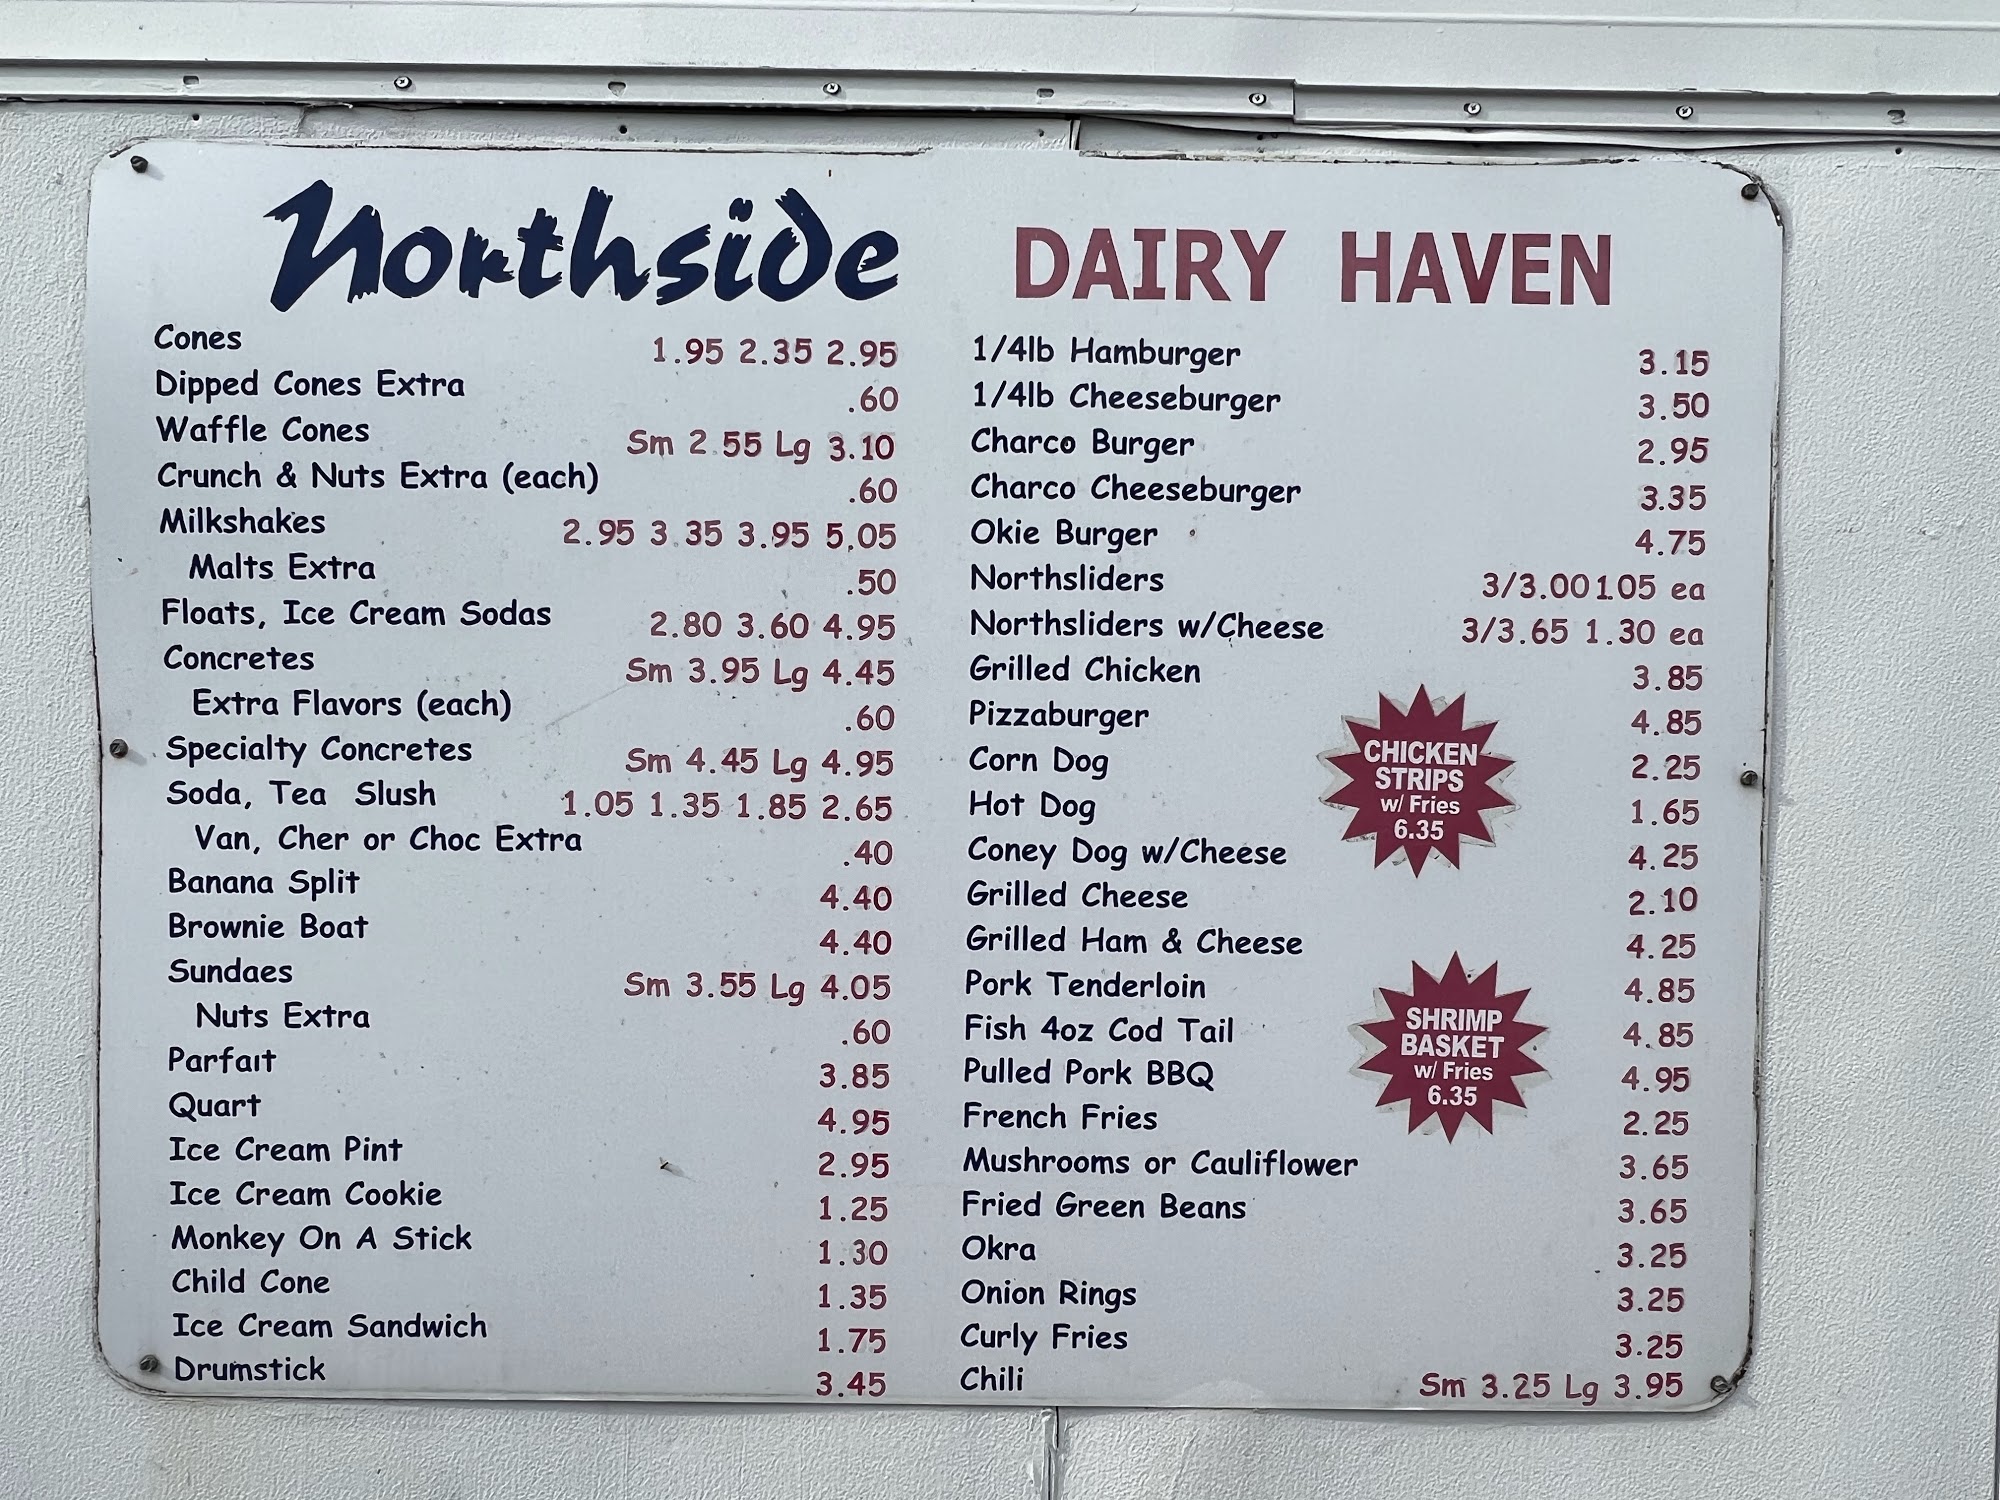 Northside DAIRY HAVEN
Cones 1.95 2.35 2.95
Dipped Cones Extra .60
Waffle Cones Sm 2.55 Lg 3.10
Crunch & Nuts Extra (each) .60
Milkshakes 2.95 3.35 3.95 5.05
Malts Extra .50
Floats, Ice Cream Sodas 2.80 3.60 4.95
Concretes Sm 3.95 Lg 4.45
Extra Flavors (each) .60
Specialty Concretes Sm 4.45 Lg 4.95
Soda, Tea Slush 1.05 1.35 1.85 2.65
Van, Cher or Choc Extra .40
Banana Split 4.40
Brownie Boat 4.40
Sundaes Sm 3.55 Lg 4.05
Nuts Extra .60
Parfait 3.85
Quart 4.95
Ice Cream Pint 2.95
Ice Cream Cookie 1.25
Monkey On A Stick 1.30
Child Cone 1.35
Ice Cream Sandwich 1.75
Drumstick 3.45
1/4lb Hamburger 3.15
1/4lb Cheeseburger 3.50
Charco Burger 2.95
Charco Cheeseburger 3.35
Okie Burger 4.75
Northsliders 3/3.00 1.05 ea
Northsliders w/Cheese 3/3.65 1.30 ea
Grilled Chicken 3.85
Pizzaburger 4.85
Corn Dog 2.25
Hot Dog 1.65
Coney Dog w/Cheese 4.25
Grilled Cheese 2.10
Grilled Ham & Cheese 4.25
Pork Tenderloin 4.85
Fish 4oz Cod Tail 4.85
Pulled Pork BBQ 4.95
French Fries 2.25
Mushrooms or Cauliflower 3.65
Fried Green Beans 3.65
Okra 3.25
Onion Rings 3.25
Curly Fries 3.25
Chili Sm 3.25 Lg 3.95
CHICKEN
STRIPS
w/ Fries
6.35
SHRIMP
BASKET
w/ Fries
6.35